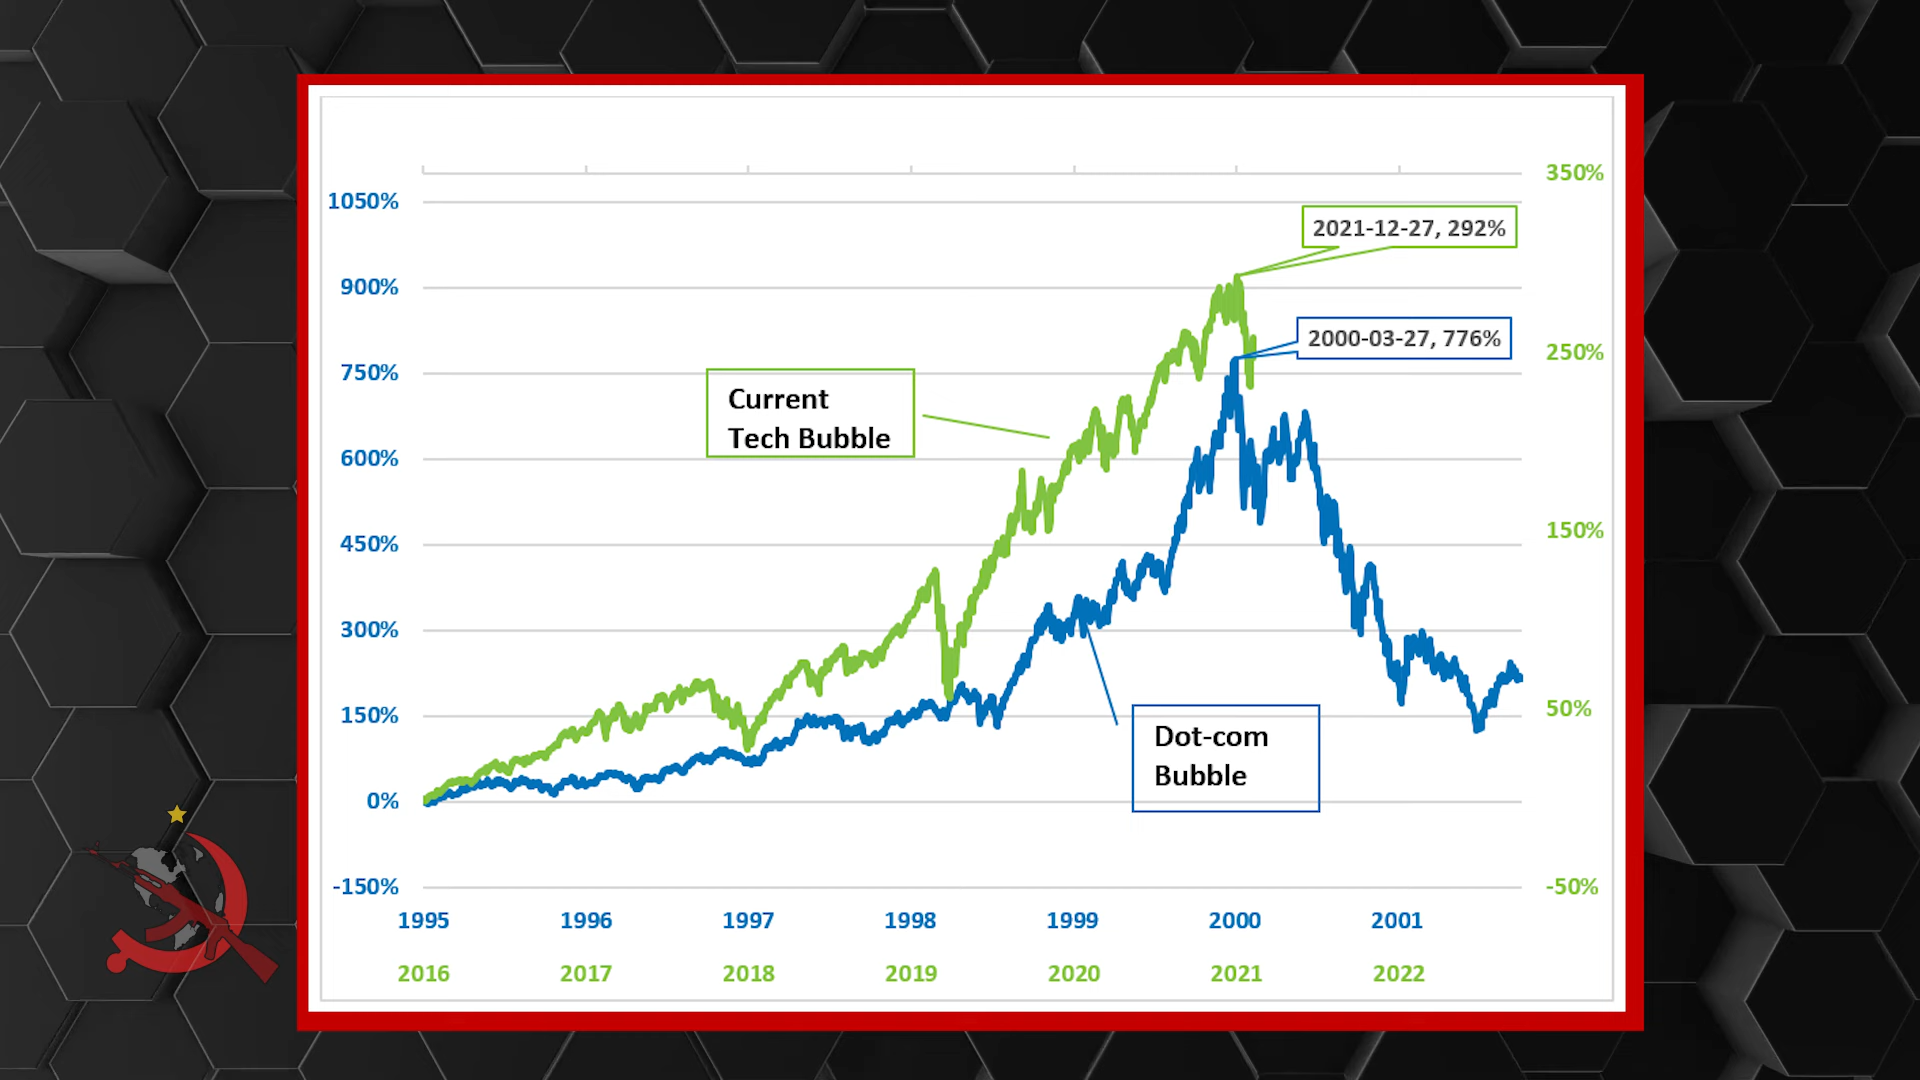 350%
1050%
2021-12-27, 292%
900%
2000-03-27, 776%
250%
750%
Current
Tech Bubble
600%
150%
450%
300%
50%
150%
Dot-com
Bubble
0%
-150%
-50%
1995 1996 1997 1998 1999 2000 2001
2016 2017 2018 2019 2020 2021 2022